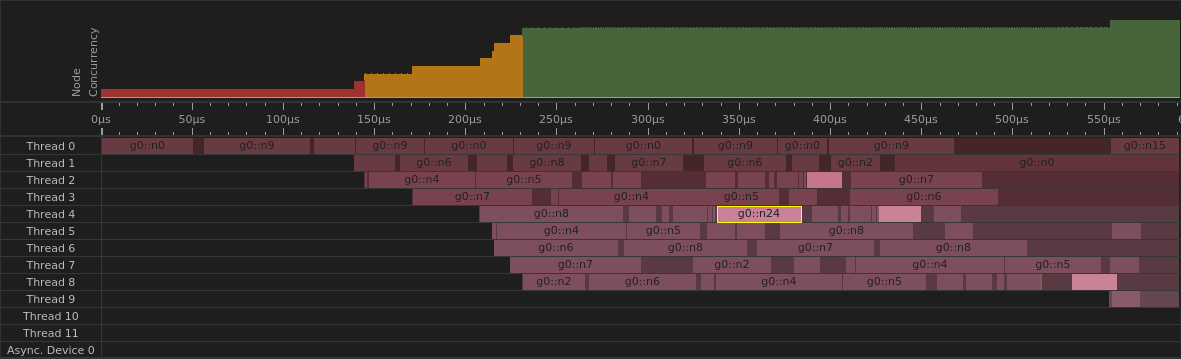 Node
Concurrency
0µs 50µs 100µs 150µs 200µs 250µs 300µs 350µs 400µs 450µs 500µs 550µs
Thread 0 g0::n0 g0::n9 g0::n9 g0::n0 g0::n9 g0::n0 g0::n9 g0::n0 g0::n9 g0::n15
Thread 1 g0::n6 g0::n8 g0::n7 g0::n6 g0::n2 g0::n0
Thread 2 g0::n4 g0::n5 g0::n7
Thread 3 g0::n7 g0::n4 g0::n5 g0::n6
Thread 4 g0::n8 g0::n24
Thread 5 g0::n4 g0::n5 g0::n8
Thread 6 g0::n6 g0::n8 g0::n7 g0::n8
Thread 7 g0::n7 g0::n2 g0::n4 g0::n5
Thread 8 g0::n2 g0::n6 g0::n4 g0::n5
Thread 9
Thread 10
Thread 11
Async. Device 0